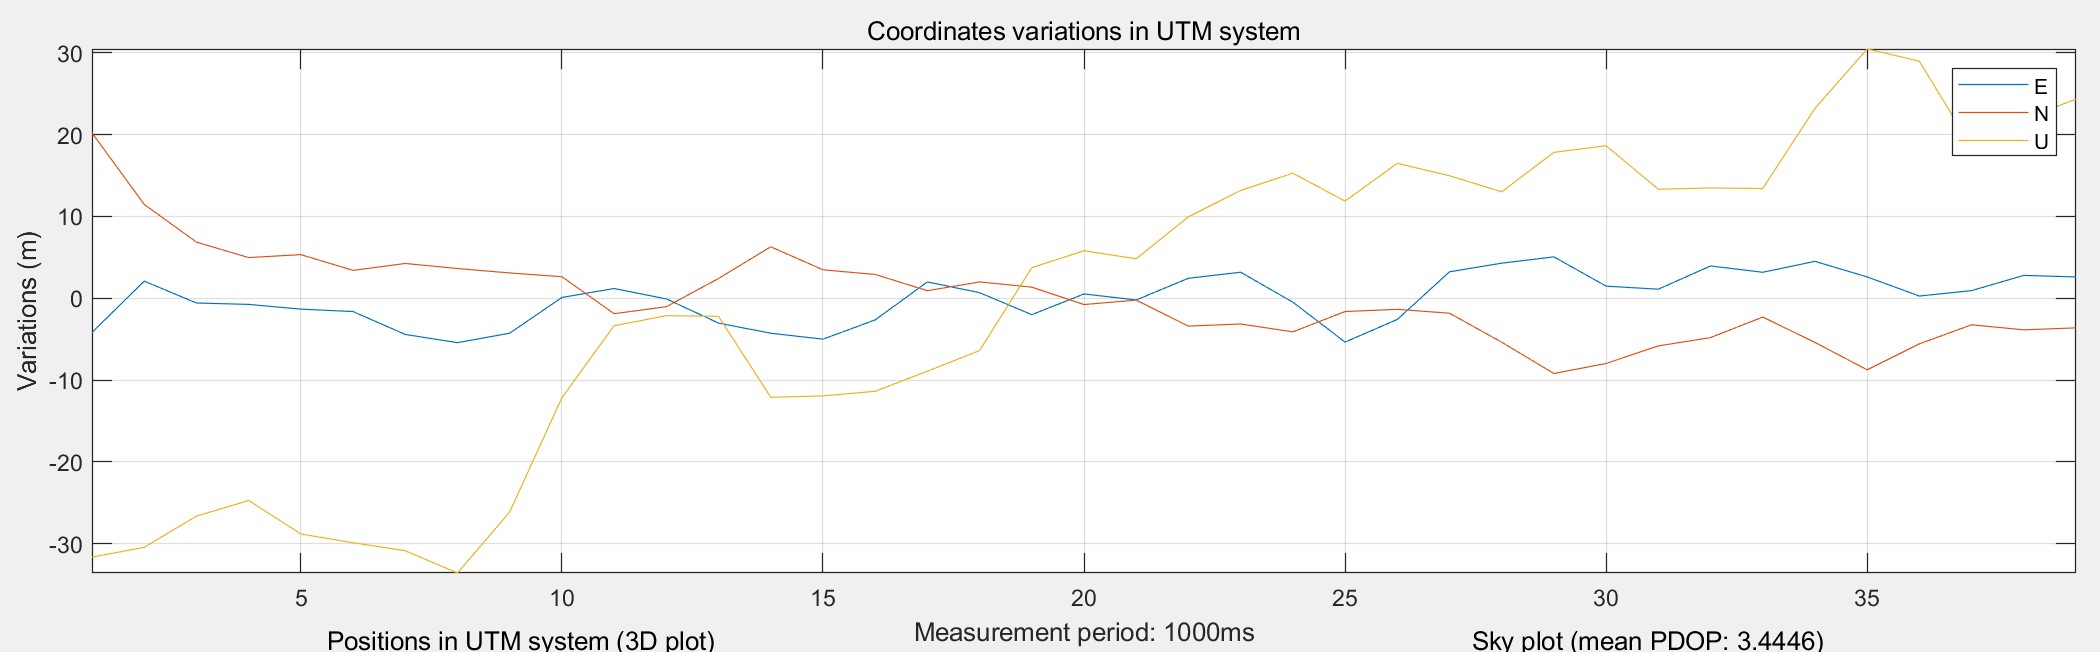 Coordinates variations in UTM system
30
20
10
0
-10
-20
-30
Variations (m)
E
N
U
5
10
15
20
25
30
35
Measurement period: 1000ms
Positions in UTM system (3D plot)
Sky plot (mean PDOP: 3.4446)